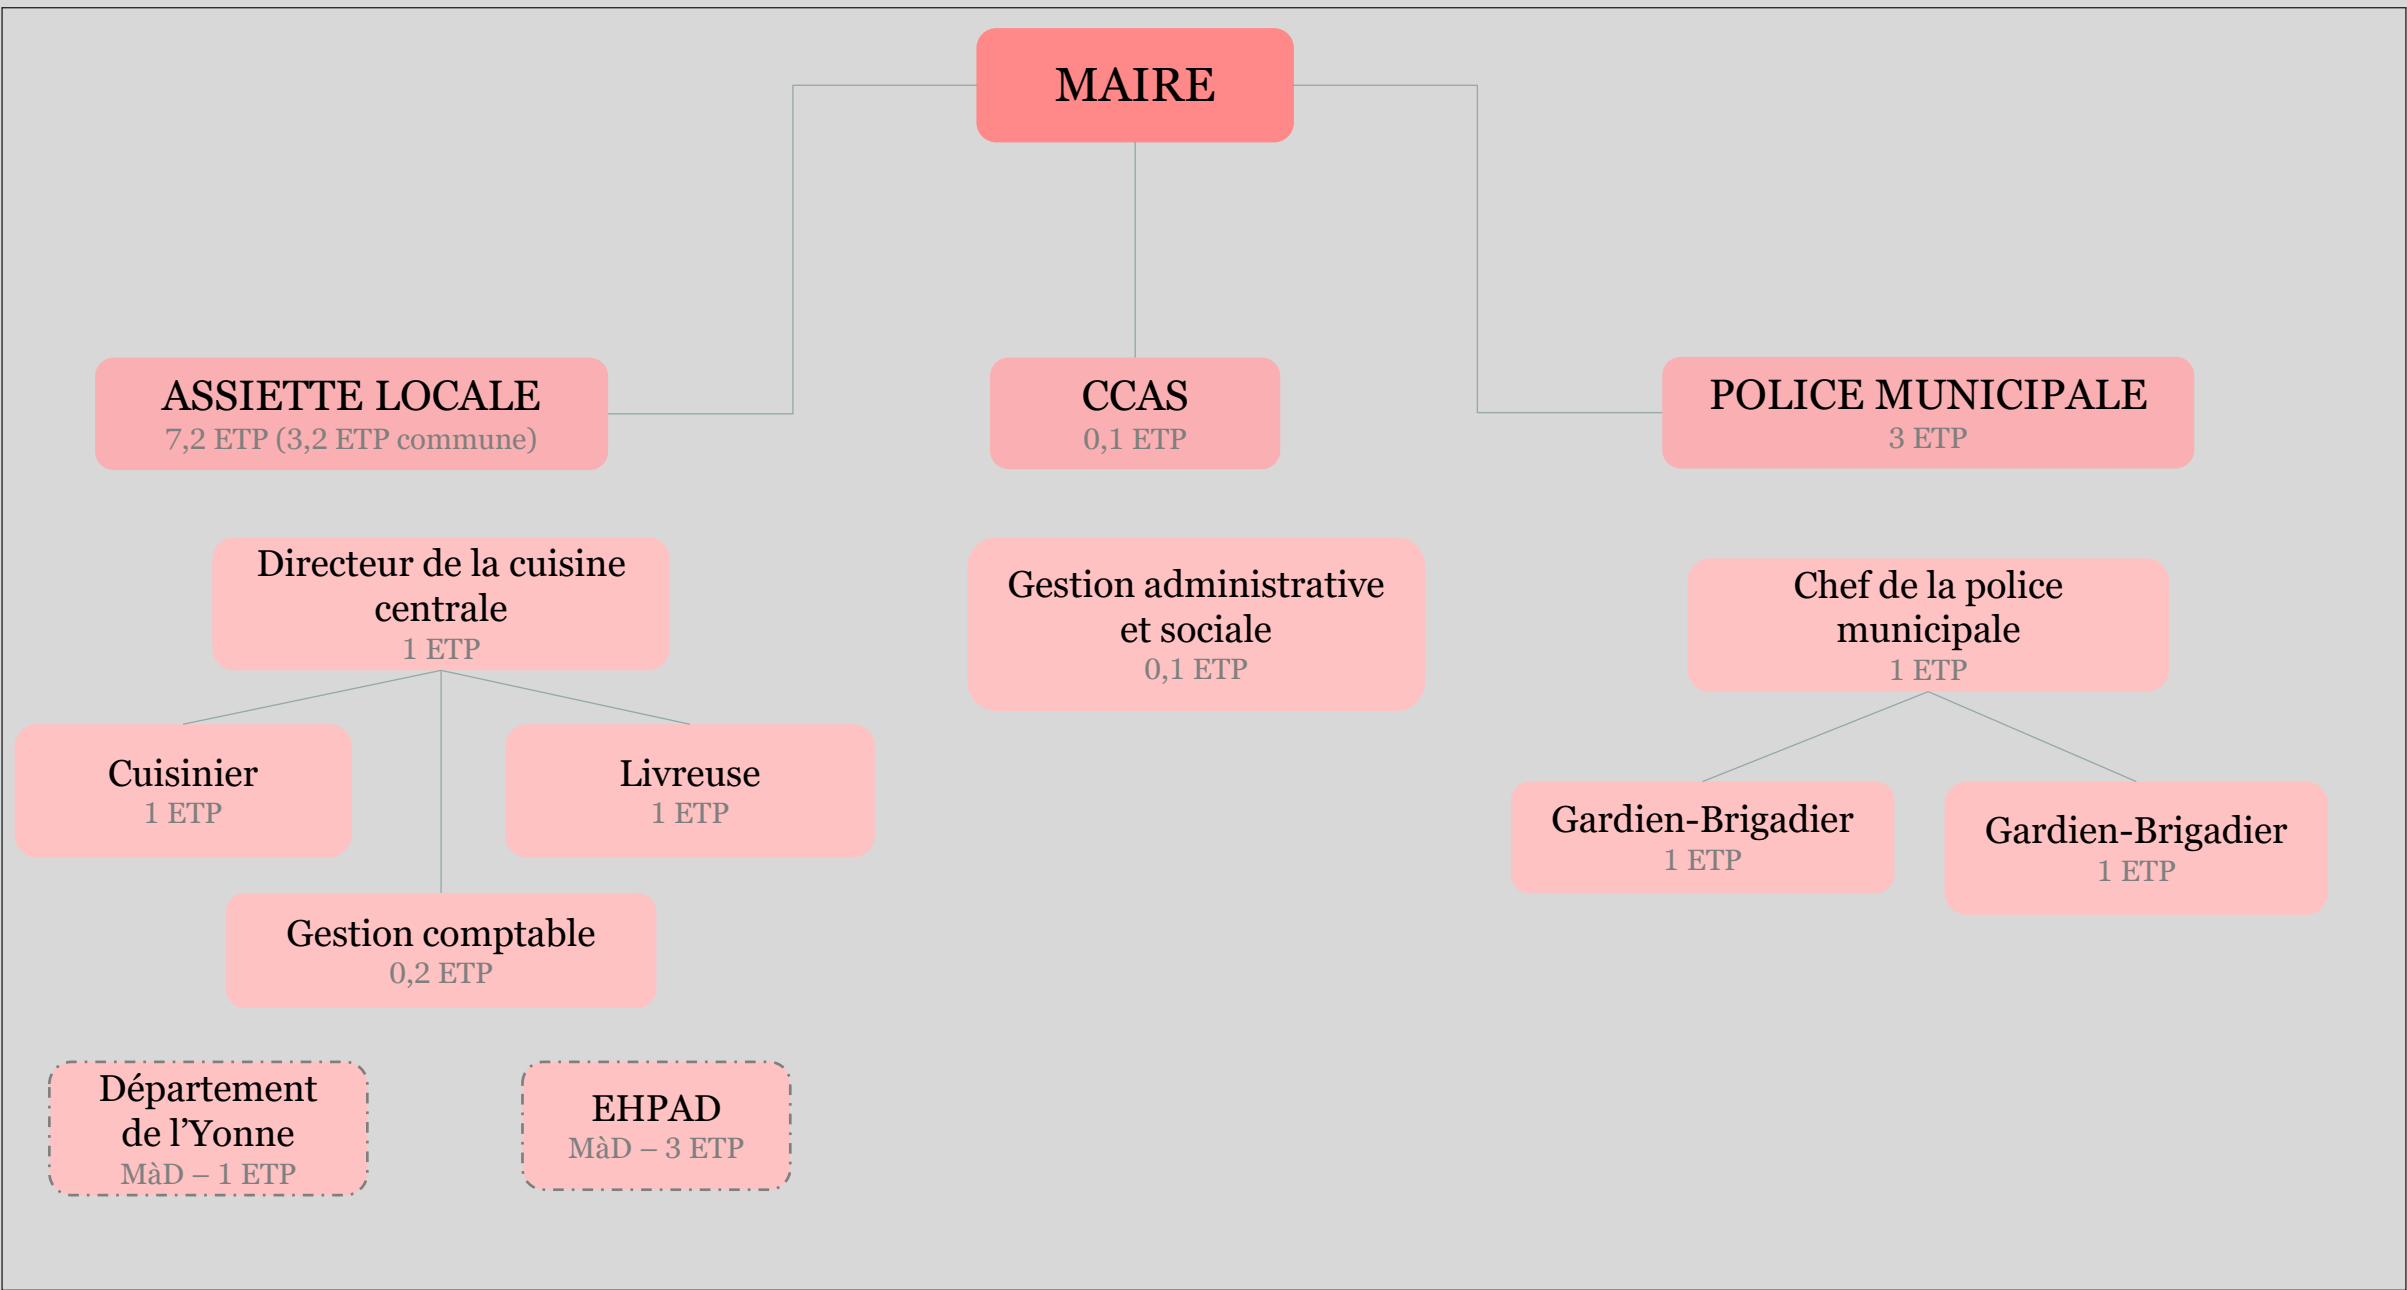 MAIRE
ASSIETTE LOCALE
7,2 ETP (3,2 ETP commune)
CCAS
0,1 ETP
POLICE MUNICIPALE
3 ETP
Directeur de la cuisine
centrale
1 ETP
Gestion administrative
et sociale
0,1 ETP
Chef de la police
municipale
1 ETP
Cuisinier
1 ETP
Livreuse
1 ETP
Gardien-Brigadier
1 ETP
Gardien-Brigadier
1 ETP
Gestion comptable
0,2 ETP
Département
de l’Yonne
MàD – 1 ETP
EHPAD
MàD – 3 ETP